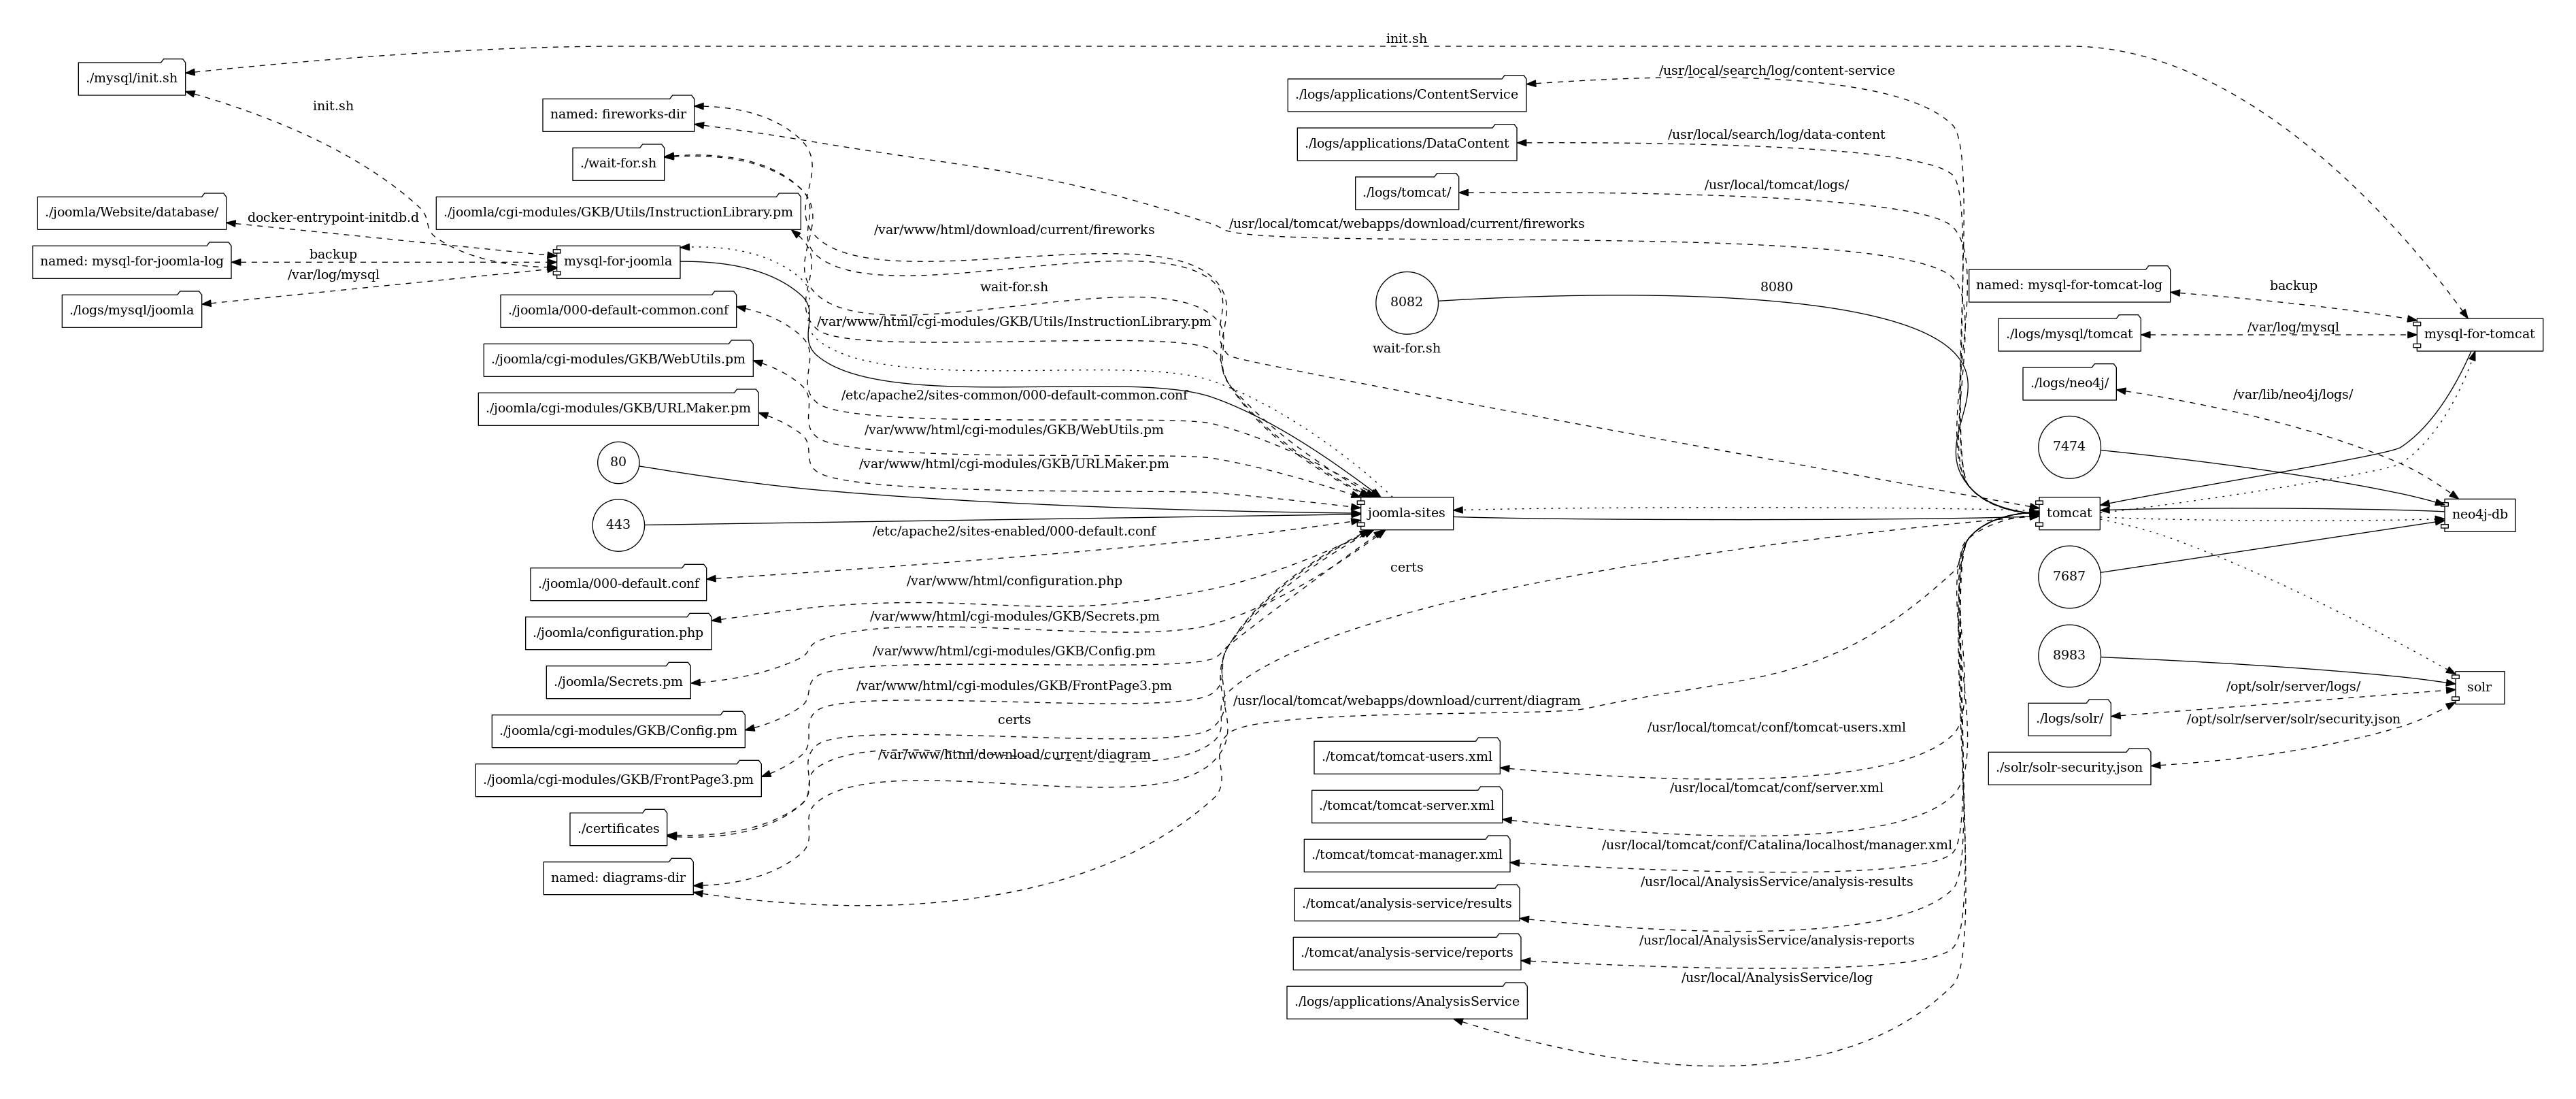 init.sh
./mysql/init.sh
init.sh
./joomla/Website/database/
docker-entrypoint-initdb.d
named: mysql-for-joomla-log
backup
/var/log/mysql
./logs/mysql/joomla
named: fireworks-dir
./wait-for.sh
./joomla/cgi-modules/GKB/Utils/InstructionLibrary.pm
mysql-for-joomla
./joomla/000-default-common.conf
./joomla/cgi-modules/GKB/WebUtils.pm
./joomla/cgi-modules/GKB/URLMaker.pm
80
443
./joomla/000-default.conf
./joomla/configuration.php
./joomla/Secrets.pm
./joomla/cgi-modules/GKB/Config.pm
./joomla/cgi-modules/GKB/FrontPage3.pm
./certificates
named: diagrams-dir
/var/www/html/download/current/fireworks
wait-for.sh
/var/www/html/cgi-modules/GKB/Utils/InstructionLibrary.pm
/etc/apache2/sites-common/000-default-common.conf
/var/www/html/cgi-modules/GKB/WebUtils.pm
/var/www/html/cgi-modules/GKB/URLMaker.pm
/etc/apache2/sites-enabled/000-default.conf
/var/www/html/configuration.php
/var/www/html/cgi-modules/GKB/Secrets.pm
/var/www/html/cgi-modules/GKB/Config.pm
/var/www/html/cgi-modules/GKB/FrontPage3.pm
certs
/var/www/html/download/current/diagram
./logs/applications/ContentService
./logs/applications/DataContent
./logs/tomcat/
/usr/local/tomcat/webapps/download/current/fireworks
8082
wait-for.sh
joomla-sites
certs
/usr/local/tomcat/webapps/download/current/diagram
./tomcat/tomcat-users.xml
./tomcat/tomcat-server.xml
./tomcat/tomcat-manager.xml
./tomcat/analysis-service/results
./tomcat/analysis-service/reports
./logs/applications/AnalysisService
/usr/local/search/log/content-service
/usr/local/search/log/data-content
/usr/local/tomcat/logs/
8080
/usr/local/tomcat/conf/tomcat-users.xml
/usr/local/tomcat/conf/server.xml
/usr/local/tomcat/conf/Catalina/localhost/manager.xml
/usr/local/AnalysisService/analysis-results
/usr/local/AnalysisService/analysis-reports
/usr/local/AnalysisService/log
named: mysql-for-tomcat-log
./logs/mysql/tomcat
./logs/neo4j/
7474
tomcat
7687
8983
./logs/solr/
./solr/solr-security.json
backup
/var/log/mysql
/var/lib/neo4j/logs/
/opt/solr/server/logs/
/opt/solr/server/solr/security.json
mysql-for-tomcat
neo4j-db
solr